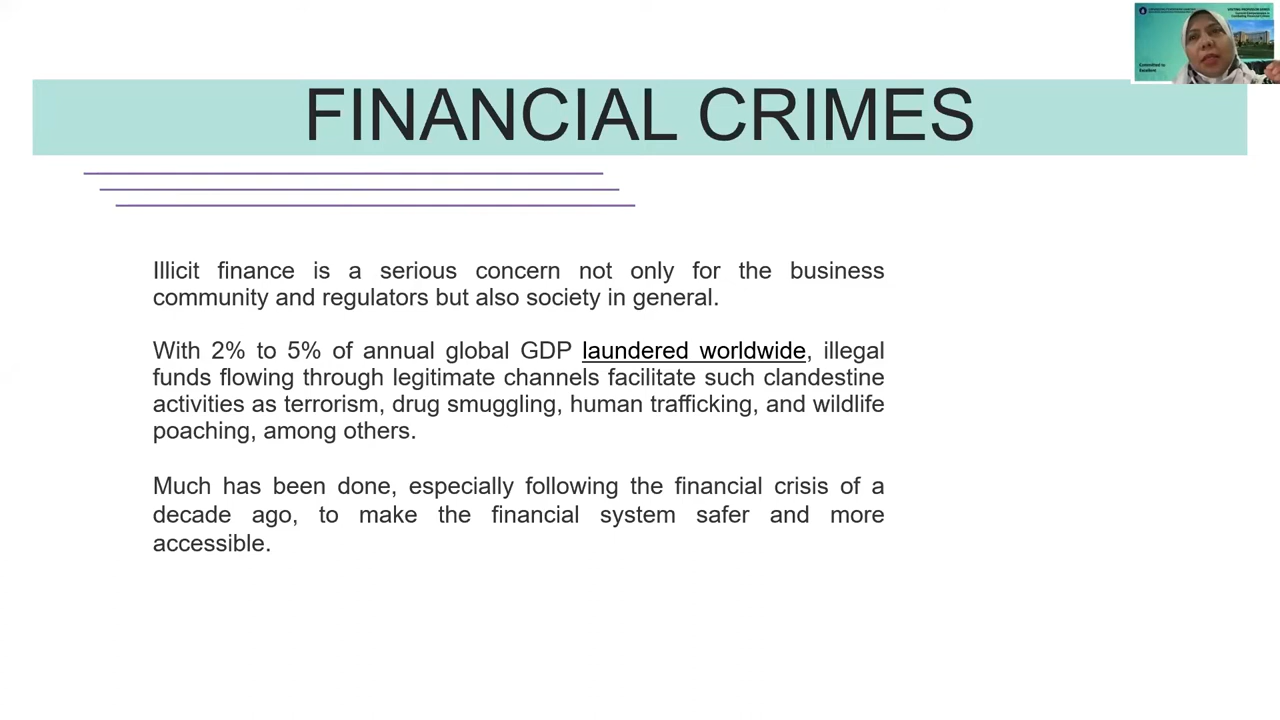 FINANCIAL CRIMES
Illicit finance is a serious concern not only for the business
community and regulators but also society in general.
With 2% to 5% of annual global GDP laundered worldwide, illegal
funds flowing through legitimate channels facilitate such clandestine
activities as terrorism, drug smuggling, human trafficking, and wildlife
poaching, among others.
Much has been done, especially following the financial crisis of a
decade ago, to make the financial system safer and more
accessible.
Committed to